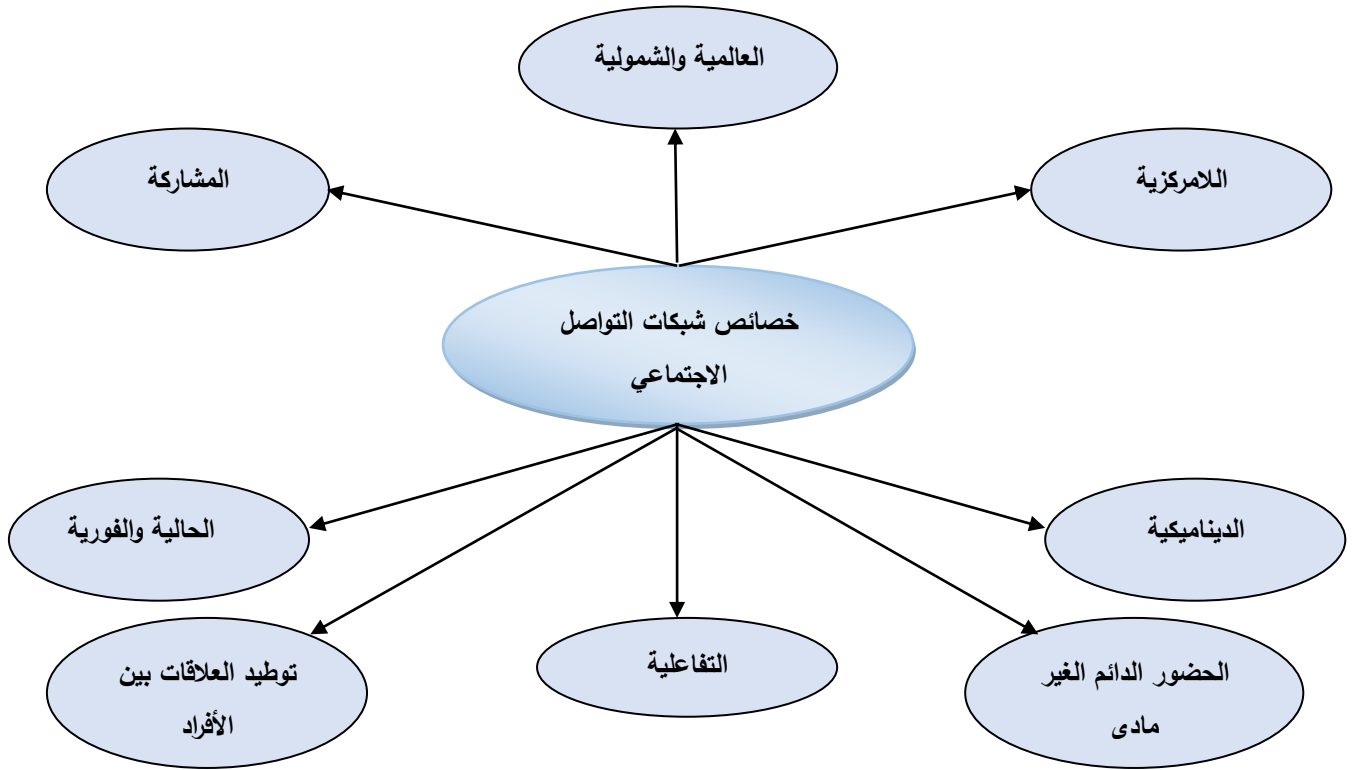 العالمية والشمولية
اللامركزية
المشاركة
خصائص شبكات التواصل
الاجتماعي
الديناميكية
الحالية والفورية
الحضور الدائم الغير
مادى
التفاعلية
توطيد العلاقات بين
الأفراد